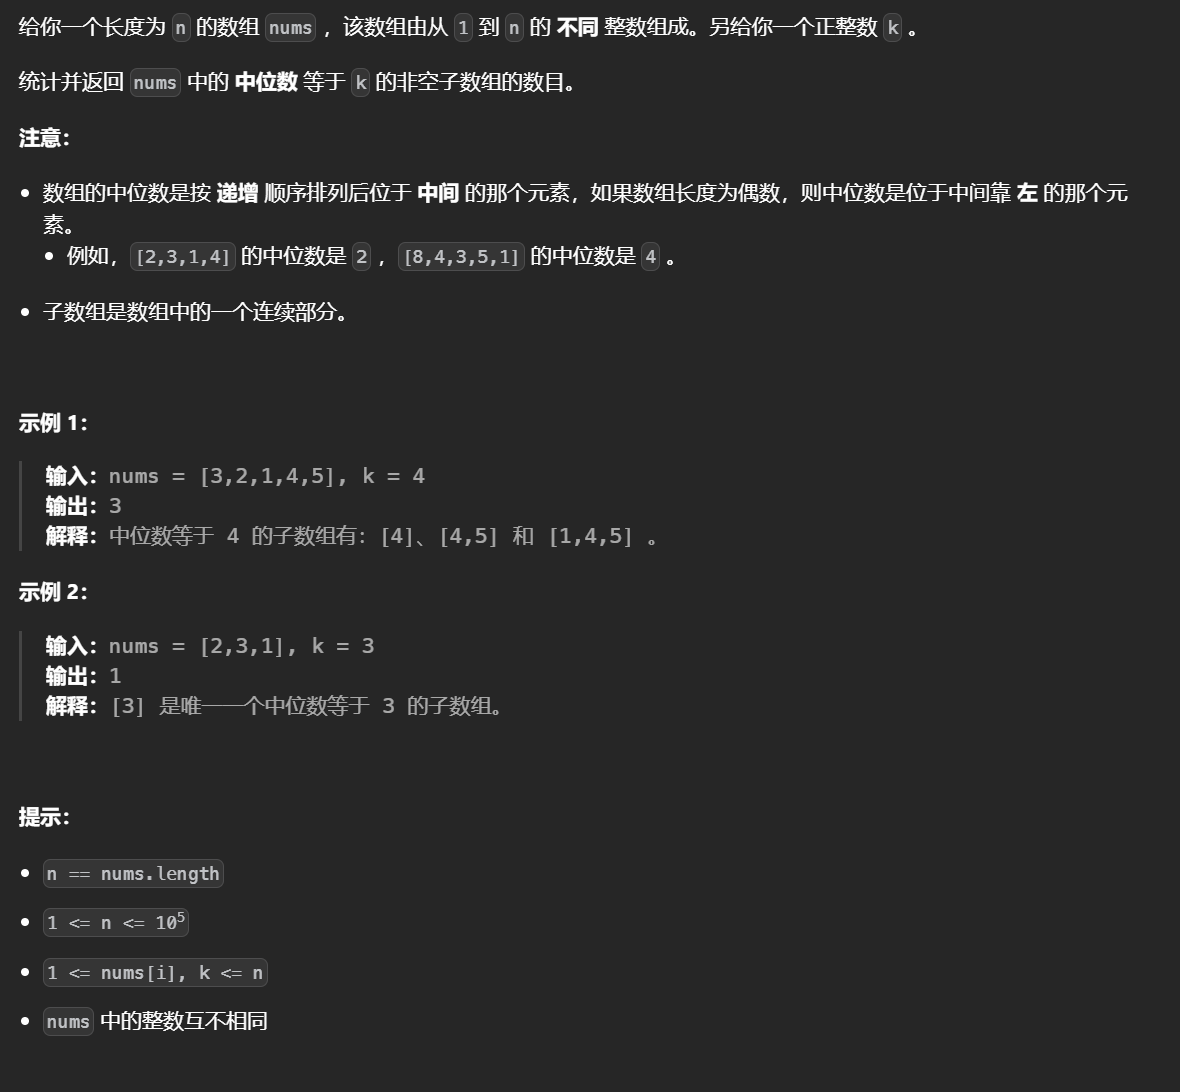 给你一个长度为 n 的数组 nums ，该数组由从 1 到 n 的 不同 整数组成。另给你一个正整数 k 。
统计并返回 nums 中的 中位数 等于 k 的非空子数组的数目。
注意：
数组的中位数是按 递增 顺序排列后位于 中间 的那个元素，如果数组长度为偶数，则中位数是位于中间靠 左 的那个元
素。
例如，[2,3,1,4] 的中位数是 2 ，[8,4,3,5,1] 的中位数是 4 。
子数组是数组中的一个连续部分。
示例 1：
输入：nums = [3,2,1,4,5], k = 4
输出：3
解释：中位数等于 4 的子数组有：[4]、[4,5] 和 [1,4,5] 。
示例 2：
输入：nums = [2,3,1], k = 3
输出：1
解释：[3] 是唯一一个中位数等于 3 的子数组。
提示：
n == nums.length
1 <= n <= 10⁵
1 <= nums[i], k <= n
nums 中的整数互不相同